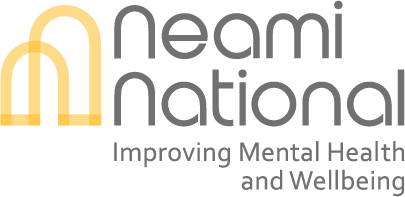 Neami
National
Improving Mental Health
and Wellbeing